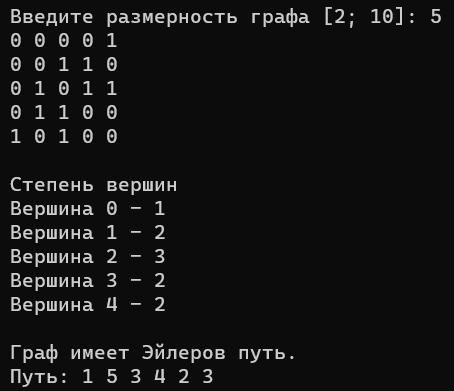 Введите размерность графа [2; 10]: 5
0 0 0 0 1
0 0 1 1 0
0 1 0 1 1
0 1 1 0 0
1 0 1 0 0
Степень вершин
Вершина 0 - 1
Вершина 1 - 2
Вершина 2 - 3
Вершина 3 - 2
Вершина 4 - 2
Граф имеет Эйлеров путь.
Путь: 1 5 3 4 2 3